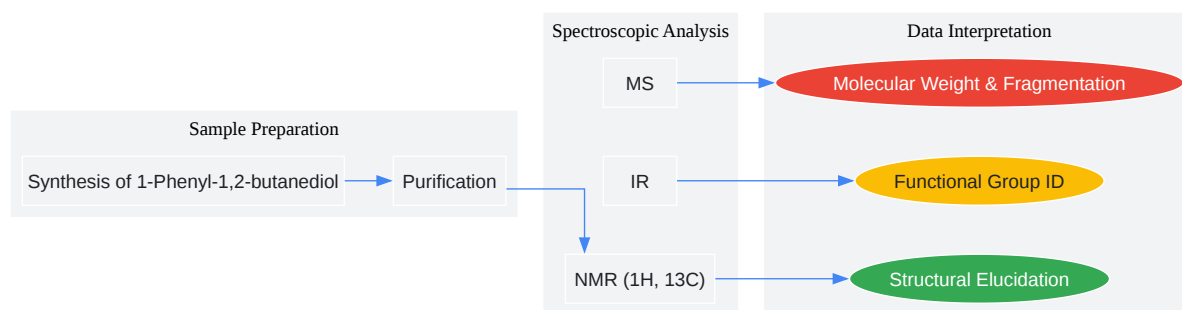 Sample Preparation
Synthesis of 1-Phenyl-1,2-butanediol
Purification
Spectroscopic Analysis
MS
IR
NMR (1H, 13C)
Data Interpretation
Molecular Weight & Fragmentation
Functional Group ID
Structural Elucidation